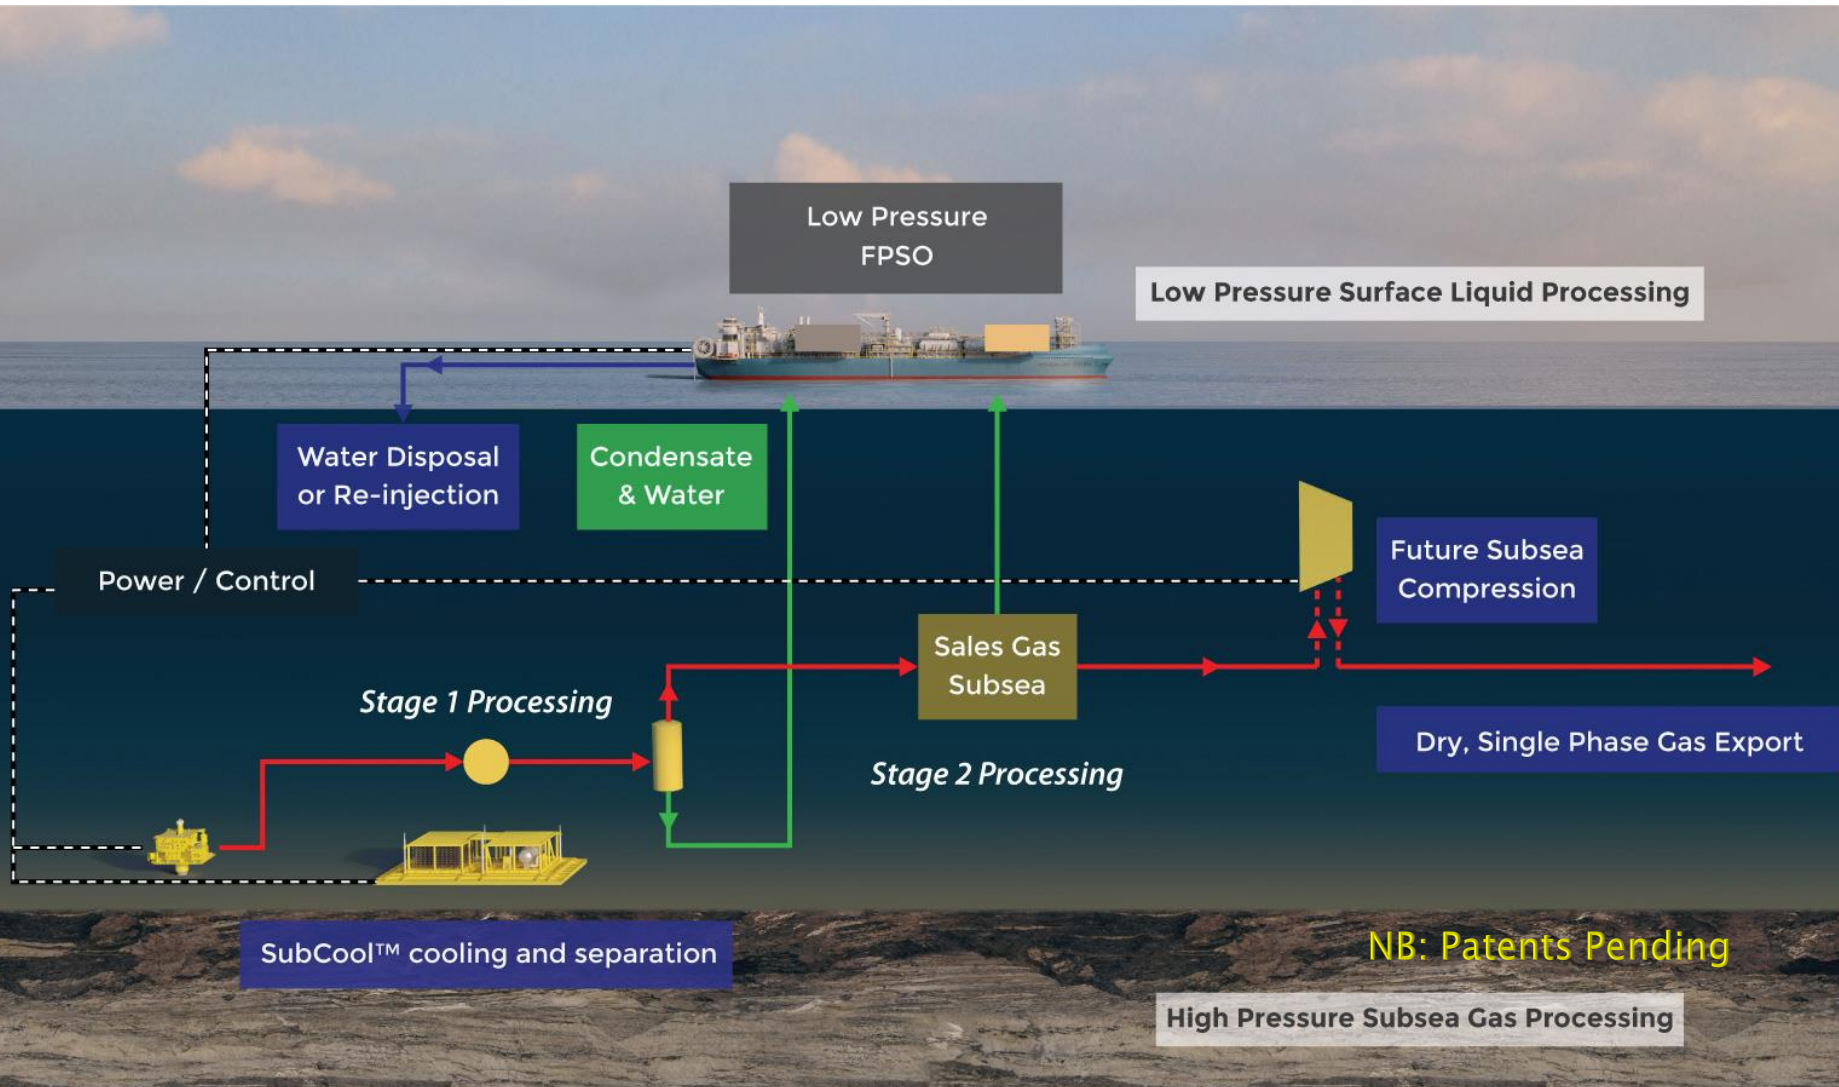 Low Pressure
FPSO
Low Pressure Surface Liquid Processing
Water Disposal
or Re-injection
Condensate
& Water
Future Subsea
Compression
Power / Control
Sales Gas
Subsea
Stage 1 Processing
Dry, Single Phase Gas Export
Stage 2 Processing
SubCool™ cooling and separation
NB: Patents Pending
High Pressure Subsea Gas Processing